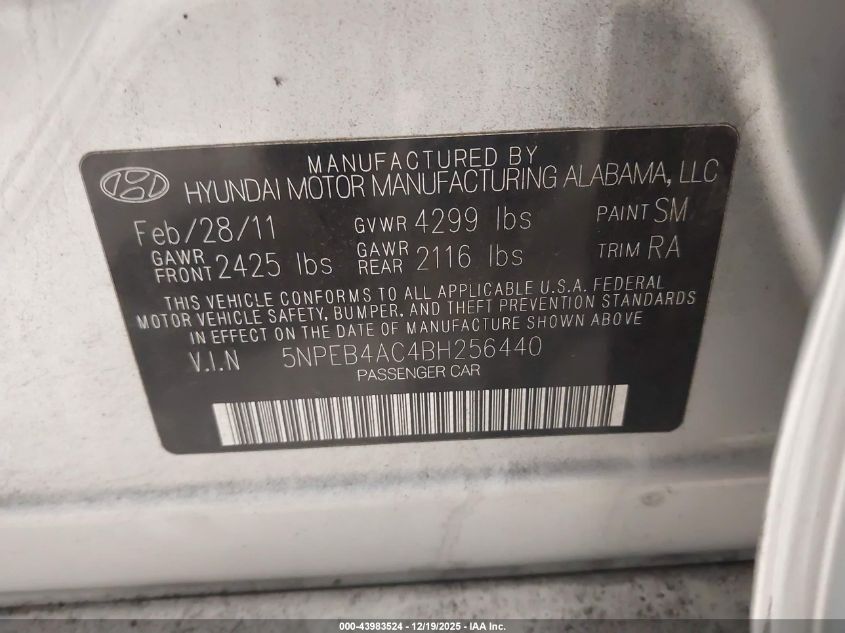 MANUFACTURED BY
HYUNDAI MOTOR MANUFACTURING ALABAMA, LLC
Feb/28/11 GVWR 4299 lbs PAINT SM
GAWR FRONT 2425 lbs GAWR REAR 2116 lbs TRIM RA
THIS VEHICLE CONFORMS TO ALL APPLICABLE U.S.A. FEDERAL
MOTOR VEHICLE SAFETY, BUMPER, AND THEFT PREVENTION STANDARDS
IN EFFECT ON THE DATE OF MANUFACTURE SHOWN ABOVE
V.I.N 5NPEB4AC4BH256440
PASSENGER CAR
000-43983524 - 12/19/2025 - IAA Inc.